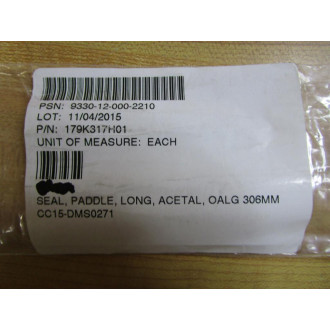 PSN: 9330-12-000-2210
LOT: 11/04/2015
P/N: 179K317H01
UNIT OF MEASURE: EACH
SEAL, PADDLE, LONG, ACETAL, OALG 306MM
CC15-DMS0271